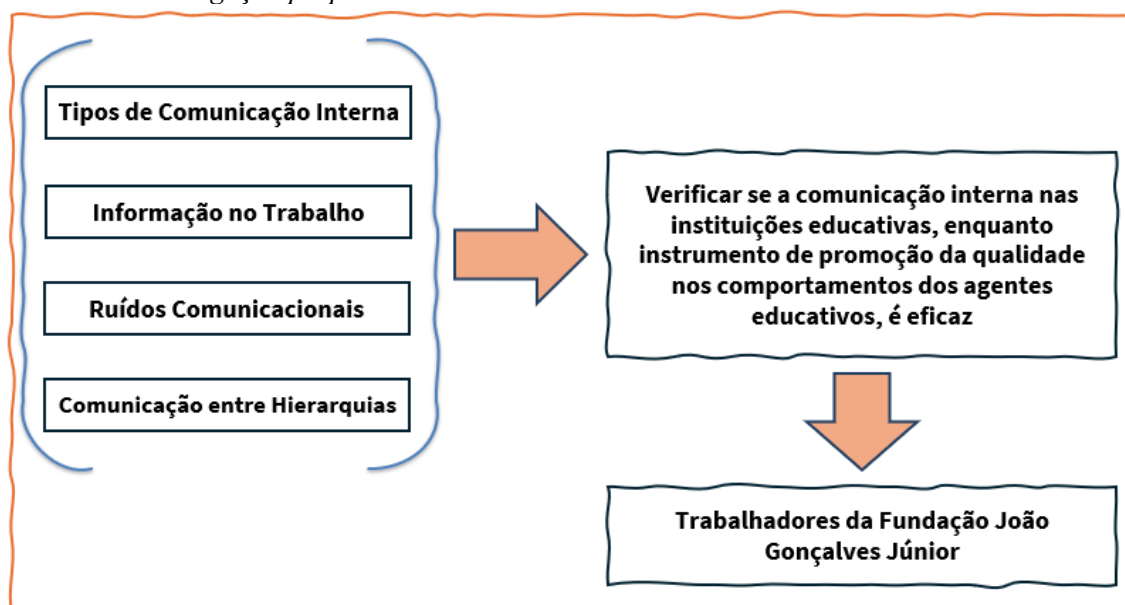 Tipos de Comunicação Interna
Informação no Trabalho
Ruídos Comunicacionais
Comunicação entre Hierarquias
Verificar se a comunicação interna nas
instituições educativas, enquanto
instrumento de promoção da qualidade
nos comportamentos dos agentes
educativos, é eficaz
Trabalhadores da Fundação João
Gonçalves Júnior